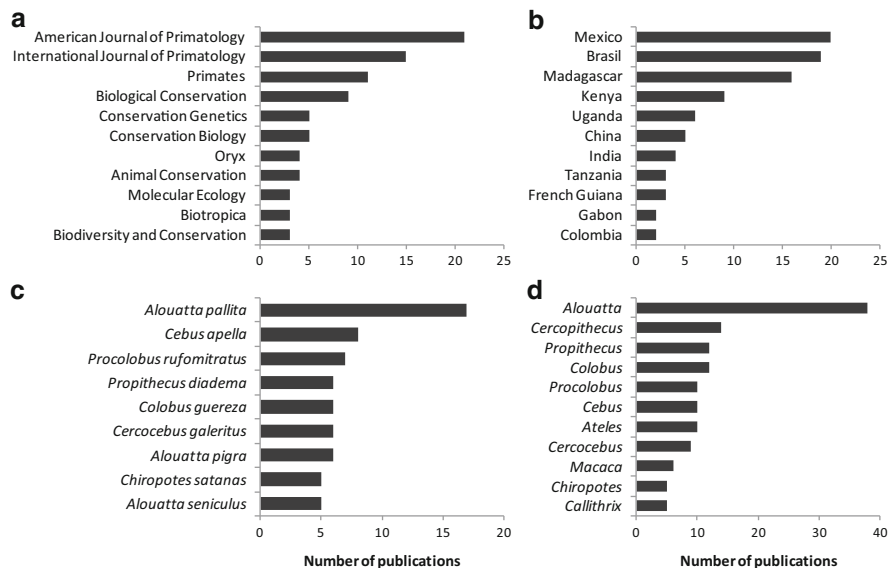 a
American Journal of Primatology
International Journal of Primatology
Primates
Biological Conservation
Conservation Genetics
Conservation Biology
Oryx
Animal Conservation
Molecular Ecology
Biotropica
Biodiversity and Conservation
0 5 10 15 20 25
b
Mexico
Brasil
Madagascar
Kenya
Uganda
China
India
Tanzania
French Guiana
Gabon
Colombia
0 5 10 15 20 25
c
Alouatta pallita
Cebus apella
Procolobus rufomitratus
Propithecus diadema
Colobus guereza
Cercocebus galeritus
Alouatta pigra
Chiropotes satanas
Alouatta seniculus
0 5 10 15 20
Number of publications
d
Alouatta
Cercopithecus
Propithecus
Colobus
Procolobus
Cebus
Ateles
Cercocebus
Macaca
Chiropotes
Callithrix
0 10 20 30 40
Number of publications